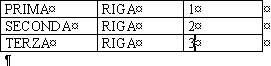 PRIMA¤ RIGA¤ 1¤ ¤
SECONDA¤ RIGA¤ 2¤ ¤
TERZA¤ RIGA¤ 3¤ ¤
¶